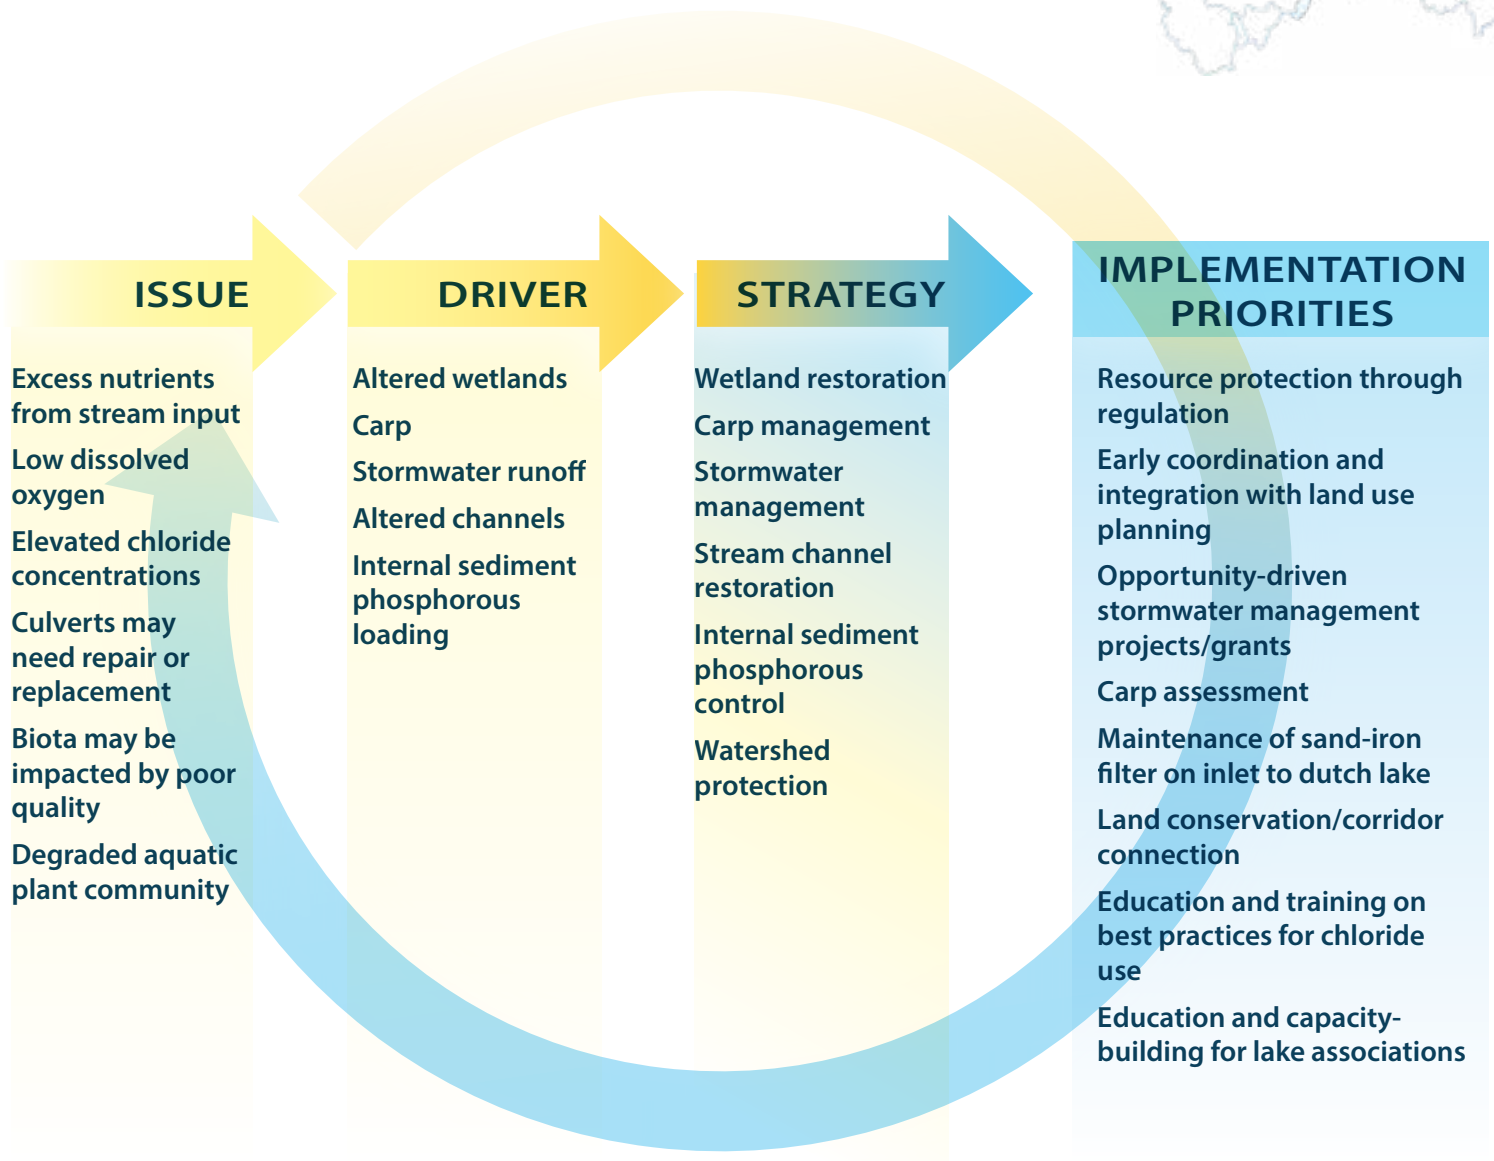 ISSUE
Excess nutrients
from stream input
Low dissolved
oxygen
Elevated chloride
concentrations
Culverts may
need repair or
replacement
Biota may be
impacted by poor
quality
Degraded aquatic
plant community
DRIVER
Altered wetlands
Carp
Stormwater runoff
Altered channels
Internal sediment
phosphorous
loading
STRATEGY
Wetland restoration
Carp management
Stormwater
management
Stream channel
restoration
Internal sediment
phosphorous
control
Watershed
protection
IMPLEMENTATION
PRIORITIES
Resource protection through
regulation
Early coordination and
integration with land use
planning
Opportunity-driven
stormwater management
projects/grants
Carp assessment
Maintenance of sand-iron
filter on inlet to dutch lake
Land conservation/corridor
connection
Education and training on
best practices for chloride
use
Education and capacity-
building for lake associations